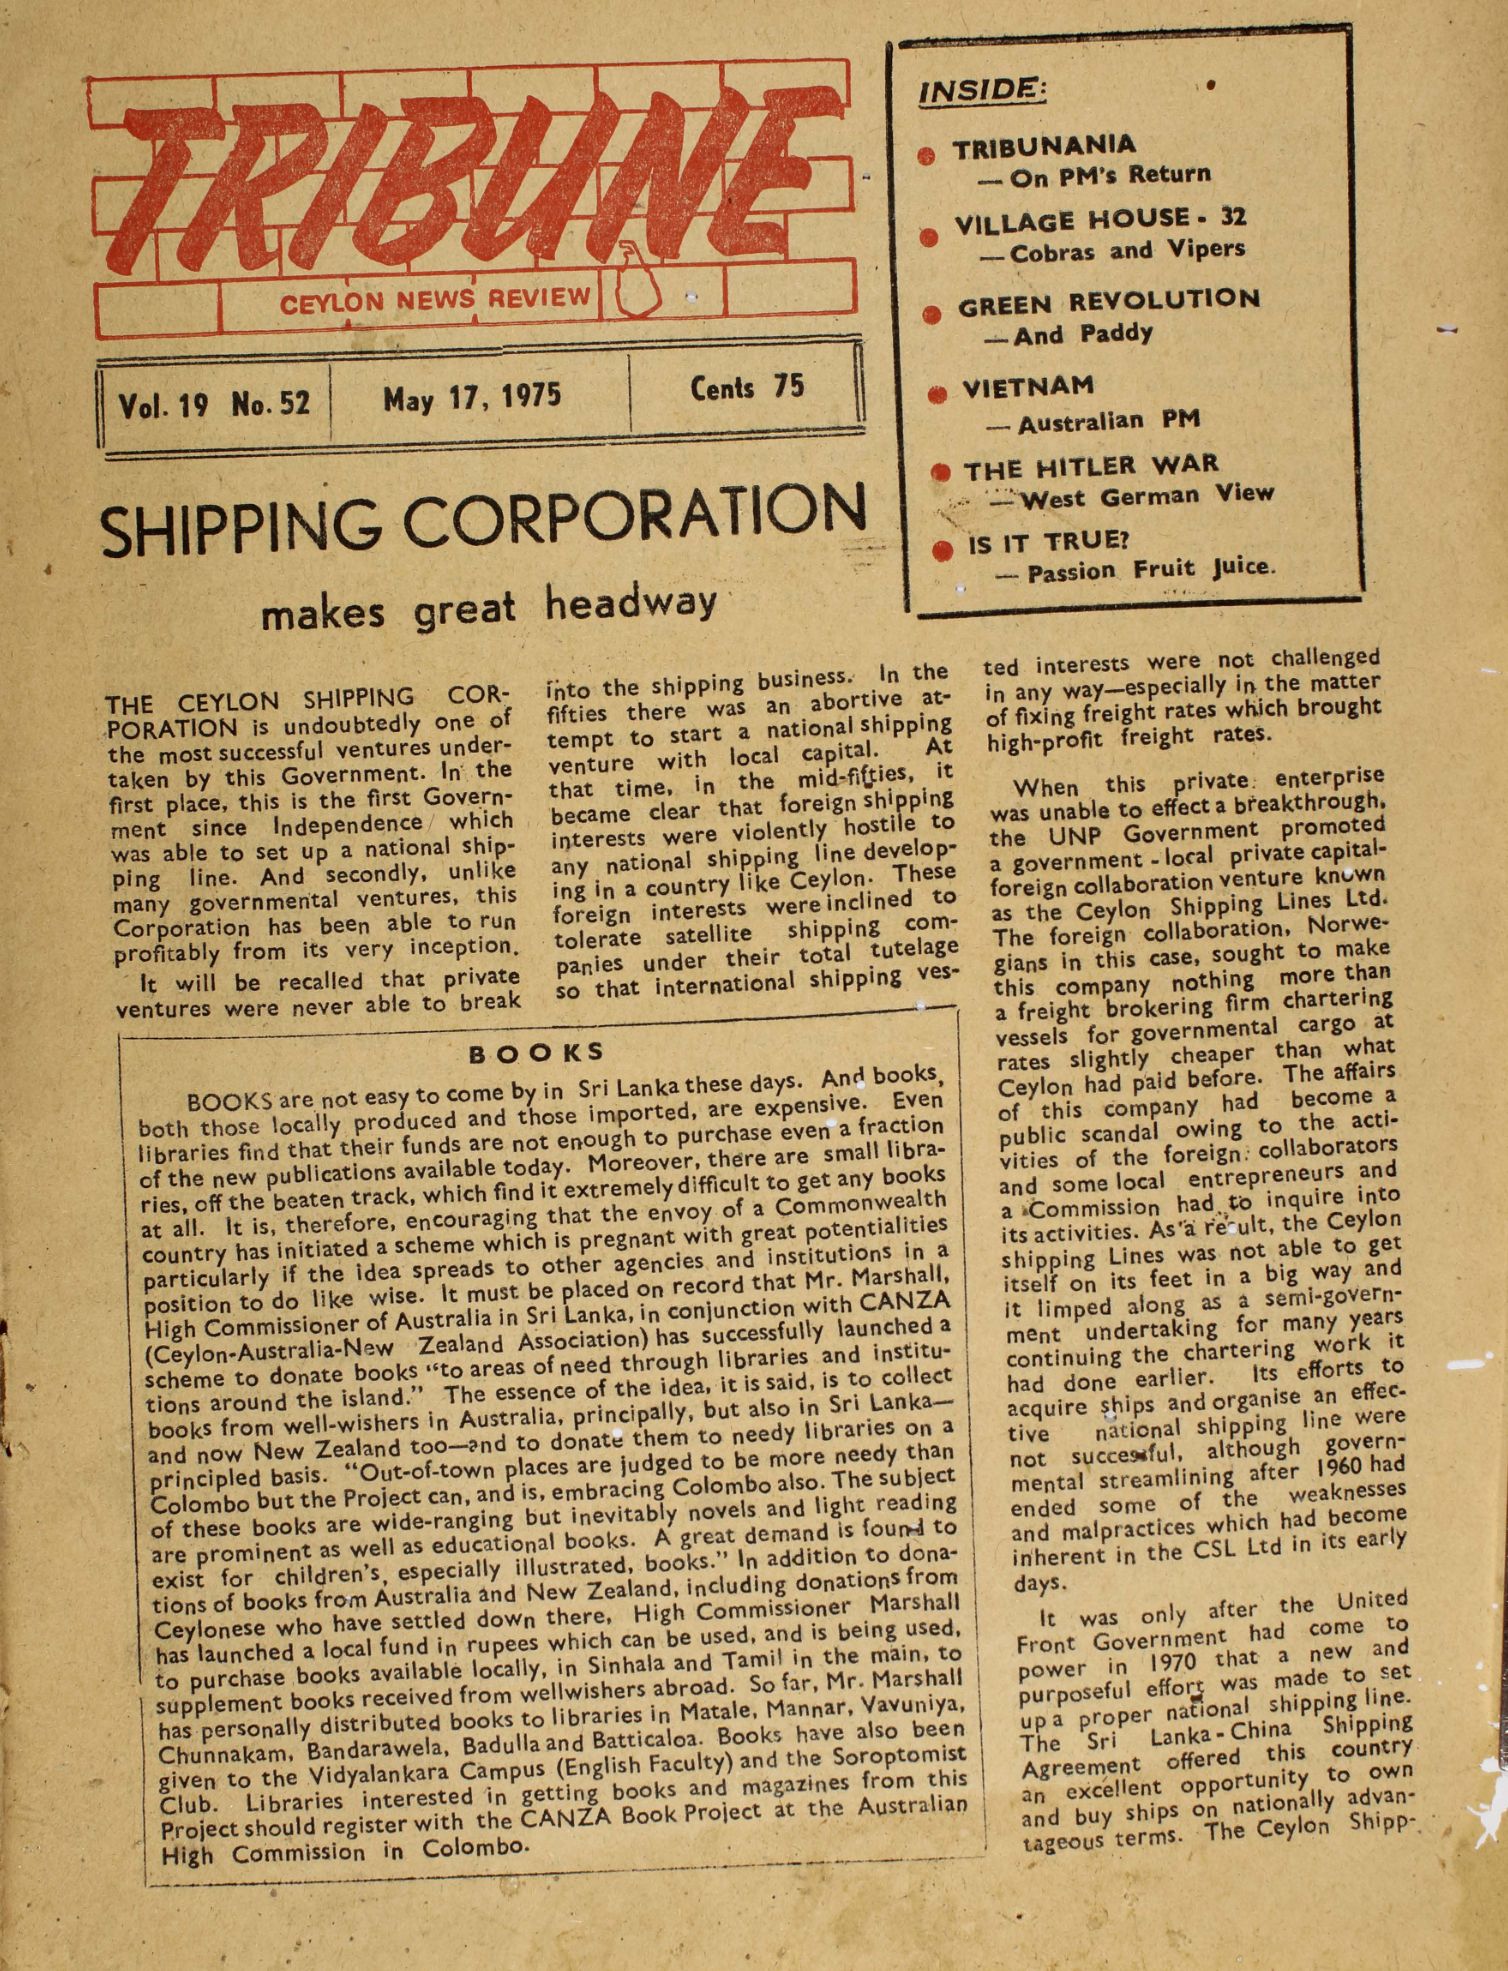 TRIBUNE
CEYLON NEWS REVIEW
Vol. 19 No. 52
May 17, 1975
Cents 75
INSIDE:
TRIBUNANIA
— On PM's Return
VILLAGE HOUSE - 32
— Cobras and Vipers
GREEN REVOLUTION
— And Paddy
VIETNAM
— Australian PM
THE HITLER WAR
— West German View
IS IT TRUE?
— Passion Fruit Juice.
SHIPPING CORPORATION
makes great headway
THE CEYLON SHIPPING COR-
PORATION is undoubtedly one of
the most successful ventures under-
taken by this Government. In the
first place, this is the first Govern-
ment since Independence which
was able to set up a national ship-
ping line. And secondly, unlike
many governmental ventures, this
Corporation has been able to run
profitably from its very inception.
It will be recalled that private
ventures were never able to break
into the shipping business. In the
fifties there was an abortive at-
tempt to start a national shipping
venture with local capital. At
that time, in the mid-fifties, it
became clear that foreign shipping
interests were violently hostile to
any national shipping line develop-
ing in a country like Ceylon. These
foreign interests were inclined to
tolerate satellite shipping com-
panies under their total tutelage
so that international shipping ves-
ted interests were not challenged
in any way—especially in the matter
of fixing freight rates which brought
high-profit freight rates.
When this private enterprise
was unable to effect a breakthrough,
the UNP Government promoted
a government - local private capital-
foreign collaboration venture known
as the Ceylon Shipping Lines Ltd.
The foreign collaboration, Norwe-
gians in this case, sought to make
this company nothing more than
a freight brokering firm chartering
vessels for governmental cargo at
rates slightly cheaper than what
Ceylon had paid before. The affairs
of this company had become a
public scandal owing to the acti-
vities of the foreign collaborators
and some local entrepreneurs and
a Commission had to inquire into
its activities. As a result, the Ceylon
shipping Lines was not able to get
itself on its feet in a big way and
it limped along as a semi-govern-
ment undertaking for many years
continuing the chartering work it
had done earlier. Its efforts to
acquire ships and organise an effec-
tive national shipping line were
not successful, although govern-
mental streamlining after 1960 had
ended some of the weaknesses
and malpractices which had become
inherent in the CSL Ltd in its early
days.
It was only after the United
Front Government had come to
power in 1970 that a new and
purposeful effort was made to set
up a proper national shipping line.
The Sri Lanka - China Shipping
Agreement offered this country
an excellent opportunity to own
and buy ships on nationally advan-
tageous terms. The Ceylon Shipp-
BOOKS
BOOKS are not easy to come by in Sri Lanka these days. And books,
both those locally produced and those imported, are expensive. Even
libraries find that their funds are not enough to purchase even a fraction
of the new publications available today. Moreover, there are small libra-
ries, off the beaten track, which find it extremely difficult to get any books
at all. It is, therefore, encouraging that the envoy of a Commonwealth
country has initiated a scheme which is pregnant with great potentialities
particularly if the idea spreads to other agencies and institutions in a
position to do like wise. It must be placed on record that Mr. Marshall,
High Commissioner of Australia in Sri Lanka, in conjunction with CANZA
(Ceylon-Australia-New Zealand Association) has successfully launched a
scheme to donate books "to areas of need through libraries and institu-
tions around the island." The essence of the idea, it is said, is to collect
books from well-wishers in Australia, principally, but also in Sri Lanka—
and now New Zealand too—and to donate them to needy libraries on a
principled basis. "Out-of-town places are judged to be more needy than
Colombo but the Project can, and is, embracing Colombo also. The subject
of these books are wide-ranging but inevitably novels and light reading
are prominent as well as educational books. A great demand is found to
exist for children's, especially illustrated, books." In addition to dona-
tions of books from Australia and New Zealand, including donations from
Ceylonese who have settled down there, High Commissioner Marshall
has launched a local fund in rupees which can be used, and is being used,
to purchase books available locally, in Sinhala and Tamil in the main, to
supplement books received from wellwishers abroad. So far, Mr. Marshall
has personally distributed books to libraries in Matale, Mannar, Vavuniya,
Chunnakam, Bandarawela, Badulla and Batticaloa. Books have also been
given to the Vidyalankara Campus (English Faculty) and the Soroptomist
Club. Libraries interested in getting books and magazines from this
Project should register with the CANZA Book Project at the Australian
High Commission in Colombo.